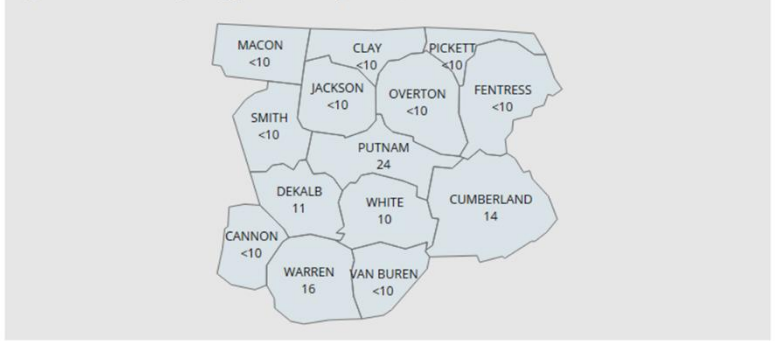 MACON
<10
CLAY
<10
PICKETT
<10
JACKSON
<10
OVERTON
<10
FENTRESS
<10
SMITH
<10
PUTNAM
24
DEKALB
11
WHITE
10
CUMBERLAND
14
CANNON
<10
WARREN
16
VAN BUREN
<10